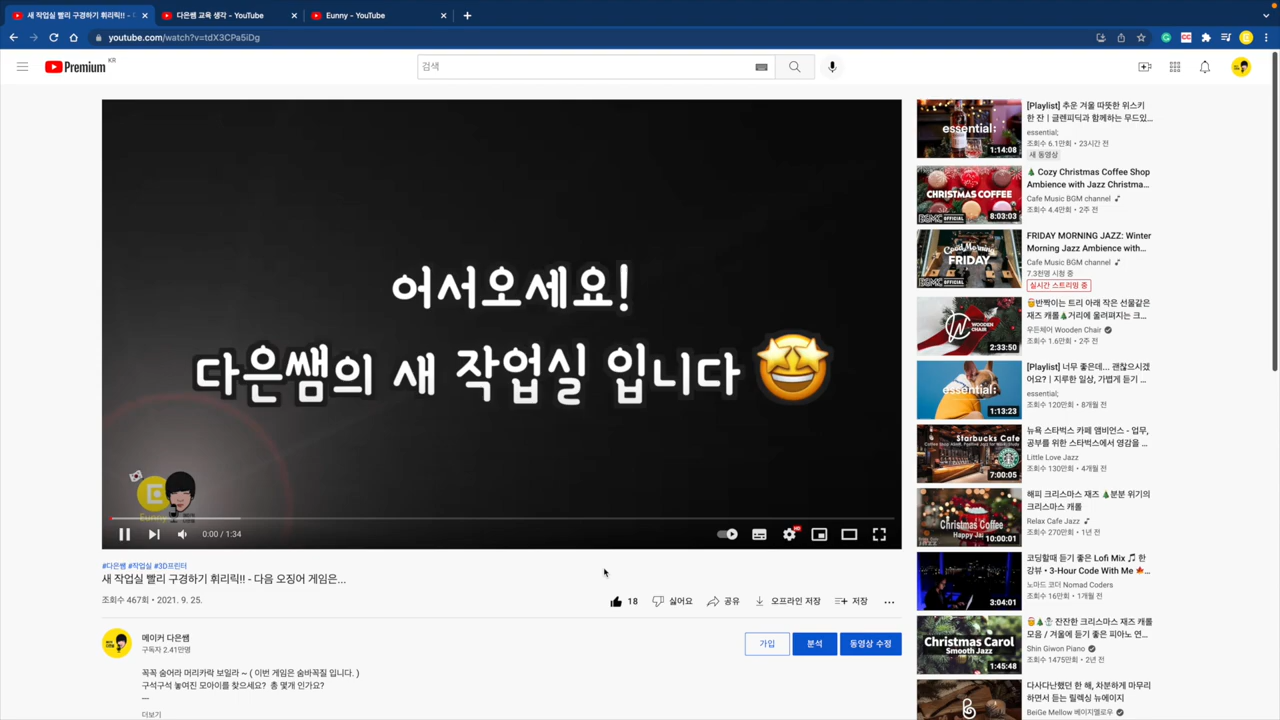 새 작업실 빨리 구경하기 휘리릭!! - 다
다은쌤 교육 생각 - YouTube
Eunny - YouTube
youtube.com/watch?v=tdX3CPa5iDg
Premium KR
검색
어서오세요!
다은쌤의 새 작업실 입니다
Eunny
0:00 / 1:34
HD
#다은쌤 #작업실 #3D프린터
새 작업실 빨리 구경하기 휘리릭!! - 다음 오징어 게임은...
조회수 467회 • 2021. 9. 25.
18
싫어요
공유
오프라인 저장
저장
메이커 다은쌤
구독자 2.41만명
가입
분석
동영상 수정
꼭꼭 숨어라 머리카락 보일라 ~ ( 이번 게임은 숨바꼭질 입니다. )
구석구석 놓여진 모아이를 찾으세요? 총 몇개 인가요?
---
더보기
essential;
1:14:08
[Playlist] 추운 겨울 따뜻한 위스키
한 잔ㅣ글렌피딕과 함께하는 무드있...
essential;
조회수 6.1만회 • 23시간 전
새 동영상
CHRISTMAS COFFEE
BGMC OFFICIAL
8:03:03
🎄 Cozy Christmas Coffee Shop
Ambience with Jazz Christma...
Cafe Music BGM channel
조회수 4.4만회 • 2주 전
Good Morning
FRIDAY
BGMC OFFICIAL
FRIDAY MORNING JAZZ: Winter
Morning Jazz Ambience with...
Cafe Music BGM channel
7.3천명 시청 중
실시간 스트리밍 중
WOODEN
CHAIR
2:33:50
🎅반짝이는 트리 아래 작은 선물같은
재즈 캐롤🎄거리에 울려퍼지는 크...
우든체어 Wooden Chair
조회수 1.6만회 • 2주 전
essential;
1:13:23
[Playlist] 너무 좋은데... 괜찮으시겠
어요?ㅣ지루한 일상, 가볍게 듣기 ...
essential;
조회수 120만회 • 8개월 전
Starbucks Cafe
7:00:05
뉴욕 스타벅스 카페 앰비언스 - 업무,
공부를 위한 스타벅스에서 영감을 ...
Little Love Jazz
조회수 130만회 • 4개월 전
Christmas Coffee
Happy Jazz
10:00:01
해피 크리스마스 재즈 🎄분분 위기의
크리스마스 캐롤
Relax Cafe Jazz
조회수 270만회 • 1년 전
3:04:01
코딩할때 듣기 좋은 Lofi Mix 🎵 한
강뷰 • 3-Hour Code With Me 🍁...
노마드 코더 Nomad Coders
조회수 16만회 • 1개월 전
Christmas Carol
Smooth Jazz
1:45:48
🎅🎄☃ 잔잔한 크리스마스 재즈 캐롤
모음 / 겨울에 듣기 좋은 피아노 연...
Shin Giwon Piano
조회수 1475만회 • 2년 전
다사다난했던 한 해, 차분하게 마무리
하면서 듣는 릴렉싱 뉴에이지
BeiGe Mellow 베이지멜로우